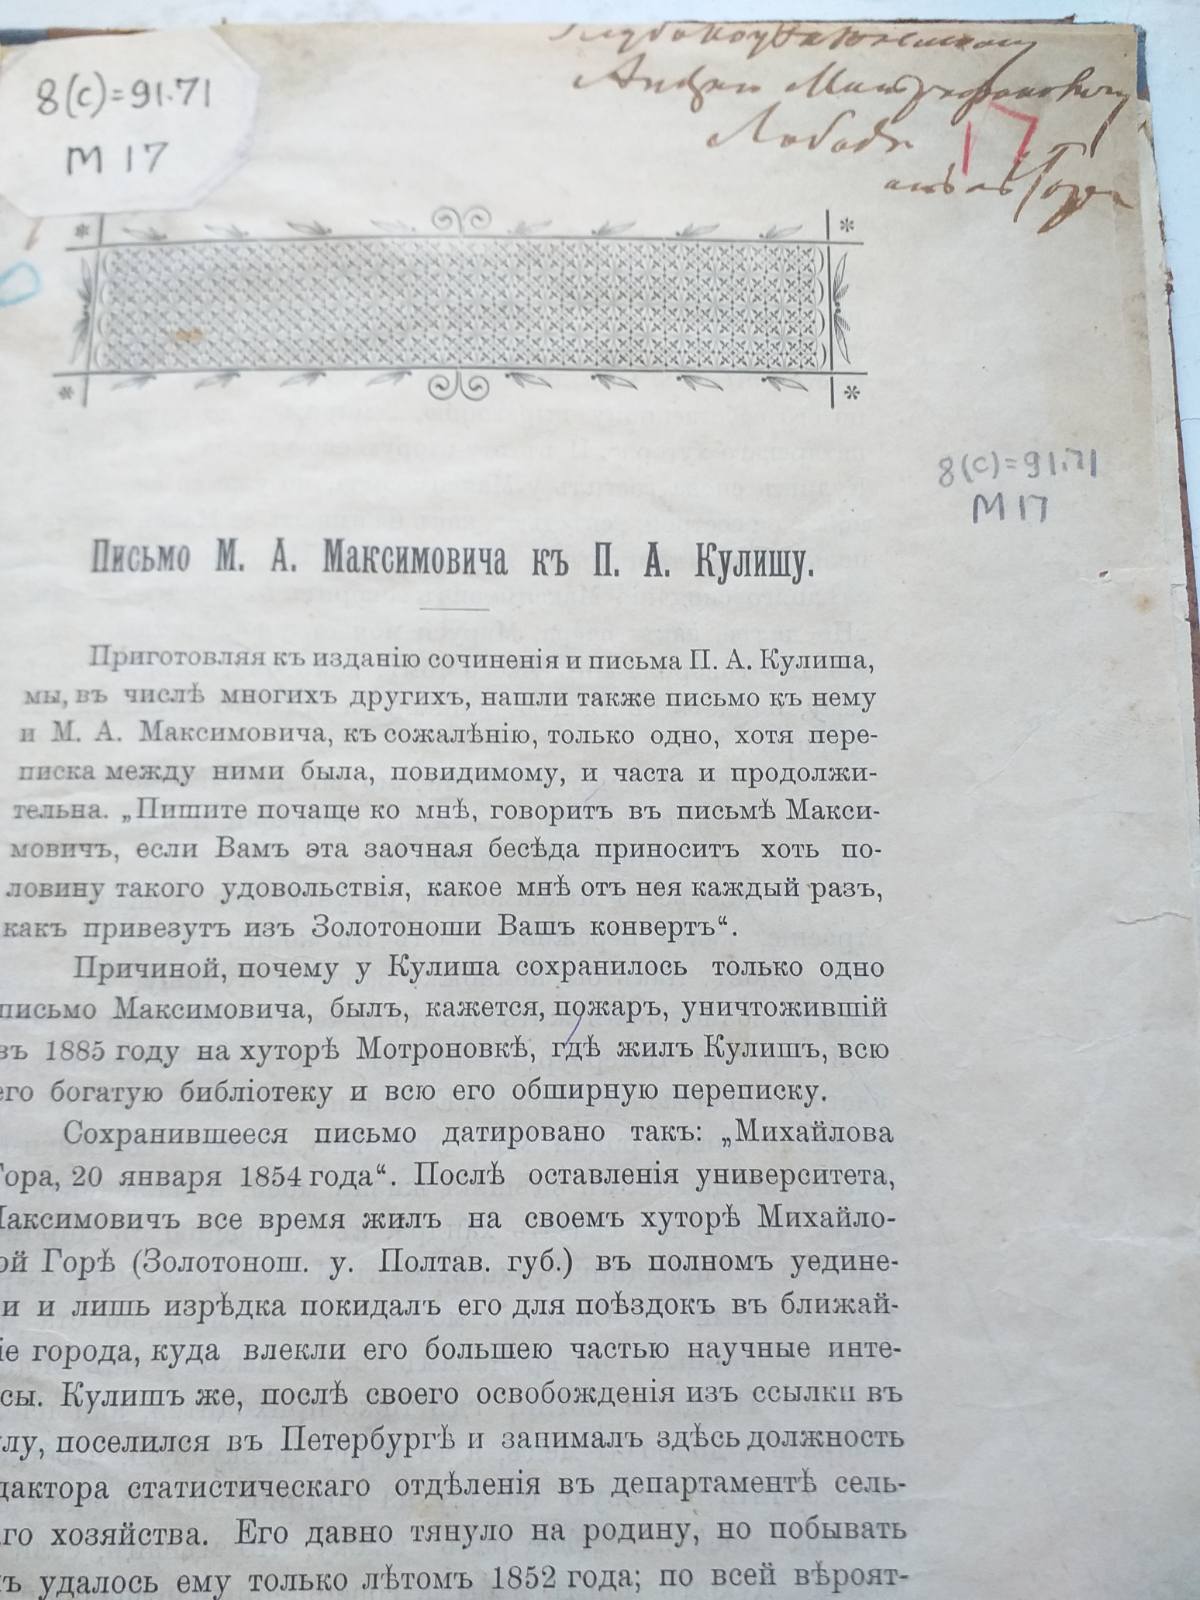 Глубокоуважаемому
Андрею Митрофановичу
Лободѣ
17
8(с)=91.71
М 17
8(с)=91.71
М 17
Письмо М. А. Максимовича къ П. А. Кулишу.
Приготовляя къ изданію сочиненія и письма П. А. Кулиша,
мы, въ числѣ многихъ другихъ, нашли также письмо къ нему
и М. А. Максимовича, къ сожалѣнію, только одно, хотя пере-
писка между ними была, повидимому, и часта и продолжи-
тельна. „Пишите почаще ко мнѣ, говоритъ въ письмѣ Макси-
мовичъ, если Вамъ эта заочная бесѣда приноситъ хоть по-
ловину такого удовольствія, какое мнѣ отъ нея каждый разъ,
какъ привезутъ изъ Золотоноши Вашъ конвертъ“.
Причиной, почему у Кулиша сохранилось только одно
письмо Максимовича, былъ, кажется, пожаръ, уничтожившій
въ 1885 году на хуторѣ Мотроновкѣ, гдѣ жилъ Кулишъ, всю
его богатую библіотеку и всю его обширную переписку.
Сохранившееся письмо датировано такъ: „Михайлова
Гора, 20 января 1854 года“. Послѣ оставленія университета,
Максимовичъ все время жилъ на своемъ хуторѣ Михайло-
ой Горѣ (Золотонош. у. Полтав. губ.) въ полномъ уедине-
и и лишь изрѣдка покидалъ его для поѣздокъ въ ближай-
іе города, куда влекли его большею частью научные инте-
сы. Кулишъ же, послѣ своего освобожденія изъ ссылки въ
улу, поселился въ Петербургѣ и занималъ здѣсь должность
дактора статистическаго отдѣленія въ департаментѣ сель-
аго хозяйства. Его давно тянуло на родину, но побывать
ъ удалось ему только лѣтомъ 1852 года; по всей вѣроят-